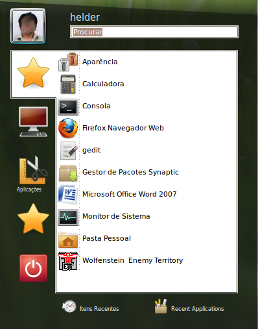 helder
Procurar
Aparência
Calculadora
Consola
Firefox Navegador Web
gedit
Gestor de Pacotes Synaptic
Microsoft Office Word 2007
Monitor de Sistema
Pasta Pessoal
Wolfenstein Enemy Territory
Aplicações
Itens Recentes
Recent Applications